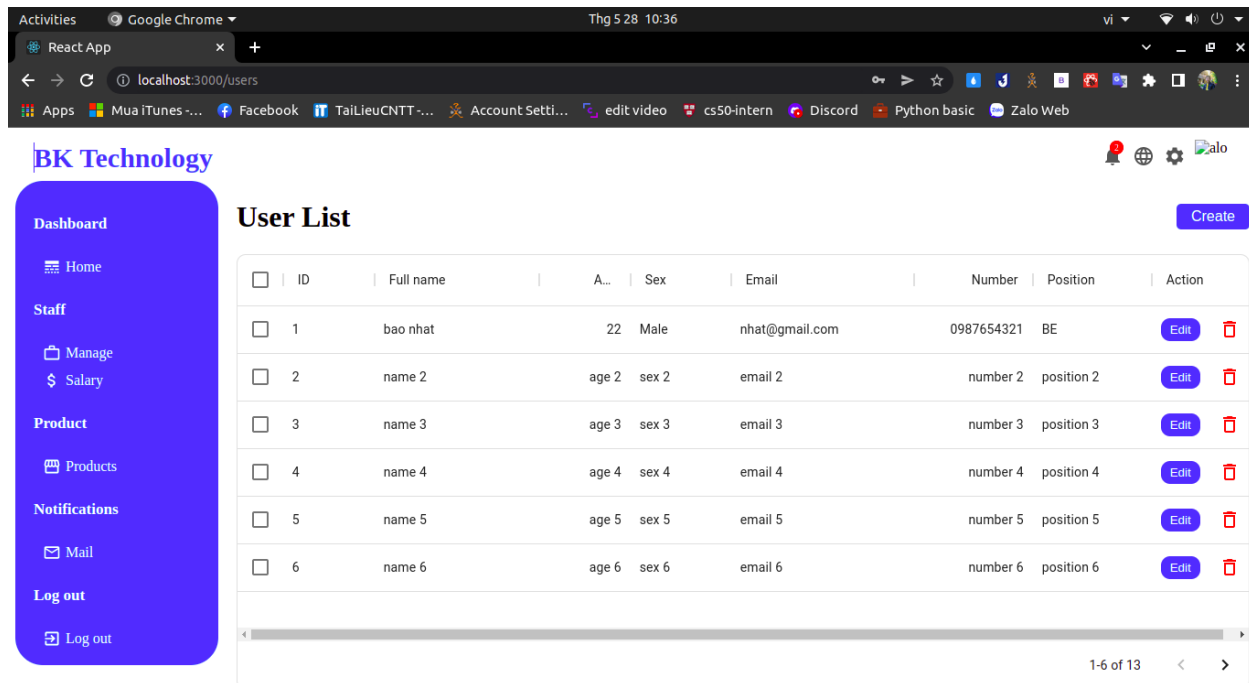 Activities Google Chrome Thg 5 28 10:36 vi
React App
localhost:3000/users
Apps Mua iTunes -... Facebook iT TaiLieuCNTT -... Account Setti... edit video cs50-intern Discord Python basic Zalo Web
BK Technology 2 alo
Dashboard
Home
Staff
Manage
Salary
Product
Products
Notifications
Mail
Log out
Log out
User List Create
ID Full name A... Sex Email Number Position Action
1 bao nhat 22 Male nhat@gmail.com 0987654321 BE Edit
2 name 2 age 2 sex 2 email 2 number 2 position 2 Edit
3 name 3 age 3 sex 3 email 3 number 3 position 3 Edit
4 name 4 age 4 sex 4 email 4 number 4 position 4 Edit
5 name 5 age 5 sex 5 email 5 number 5 position 5 Edit
6 name 6 age 6 sex 6 email 6 number 6 position 6 Edit
1-6 of 13